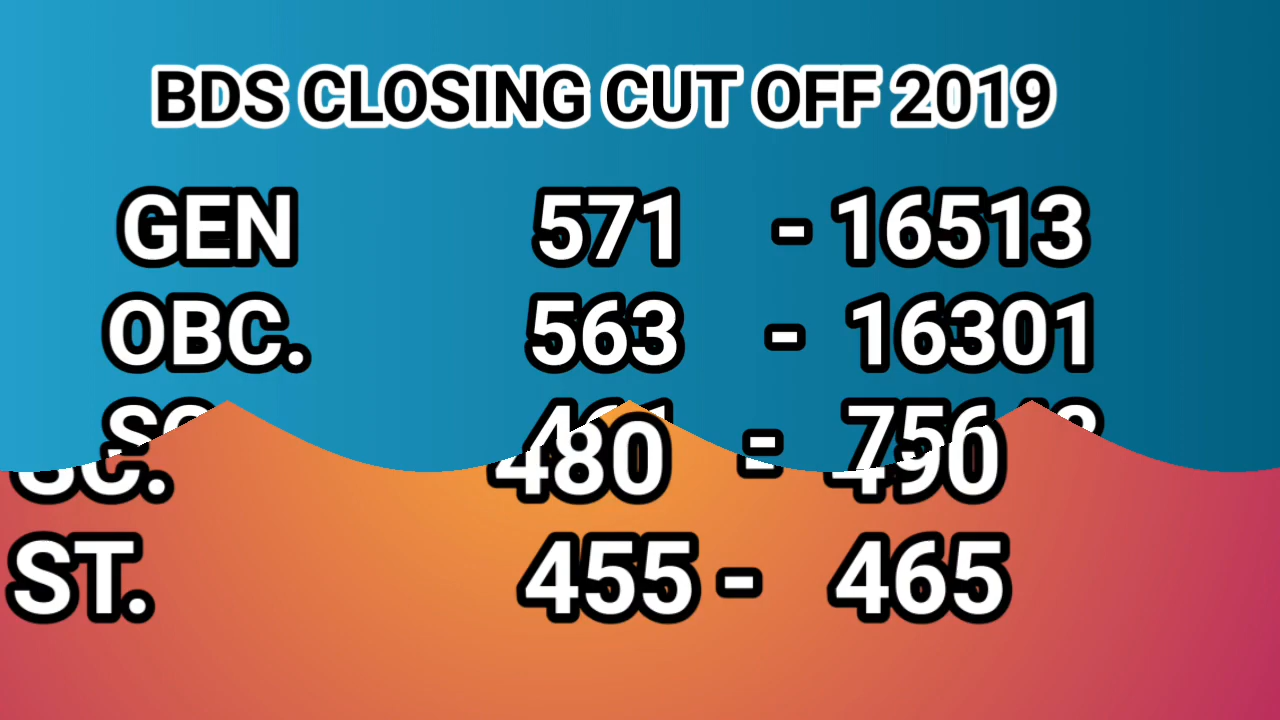 BDS CLOSING CUT OFF 2019
GEN 571 - 16513
OBC. 563 - 16301
SC. 480 - 490
ST. 455 - 465